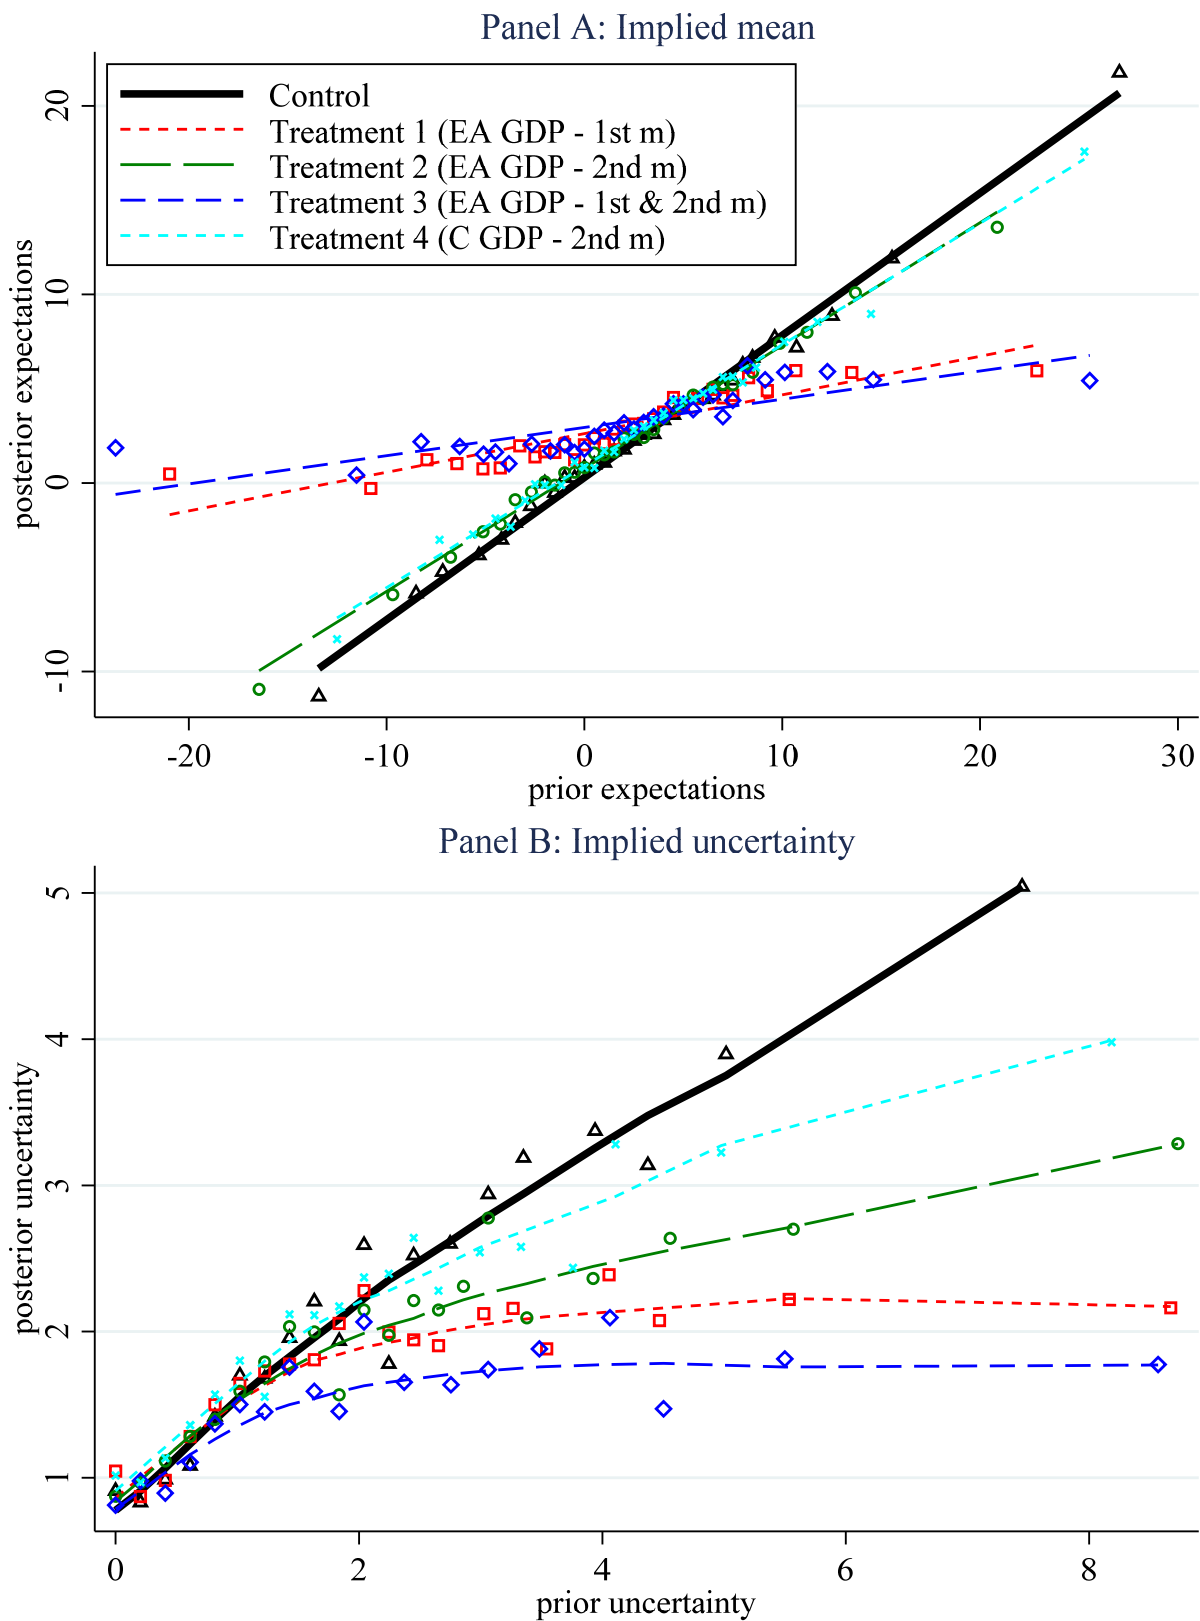 Panel A: Implied mean
Control
Treatment 1 (EA GDP - 1st m)
Treatment 2 (EA GDP - 2nd m)
Treatment 3 (EA GDP - 1st & 2nd m)
Treatment 4 (C GDP - 2nd m)
posterior expectations
20
10
0
-10
-20 -10 0 10 20 30
prior expectations
Panel B: Implied uncertainty
posterior uncertainty
5
4
3
2
1
0 2 4 6 8
prior uncertainty